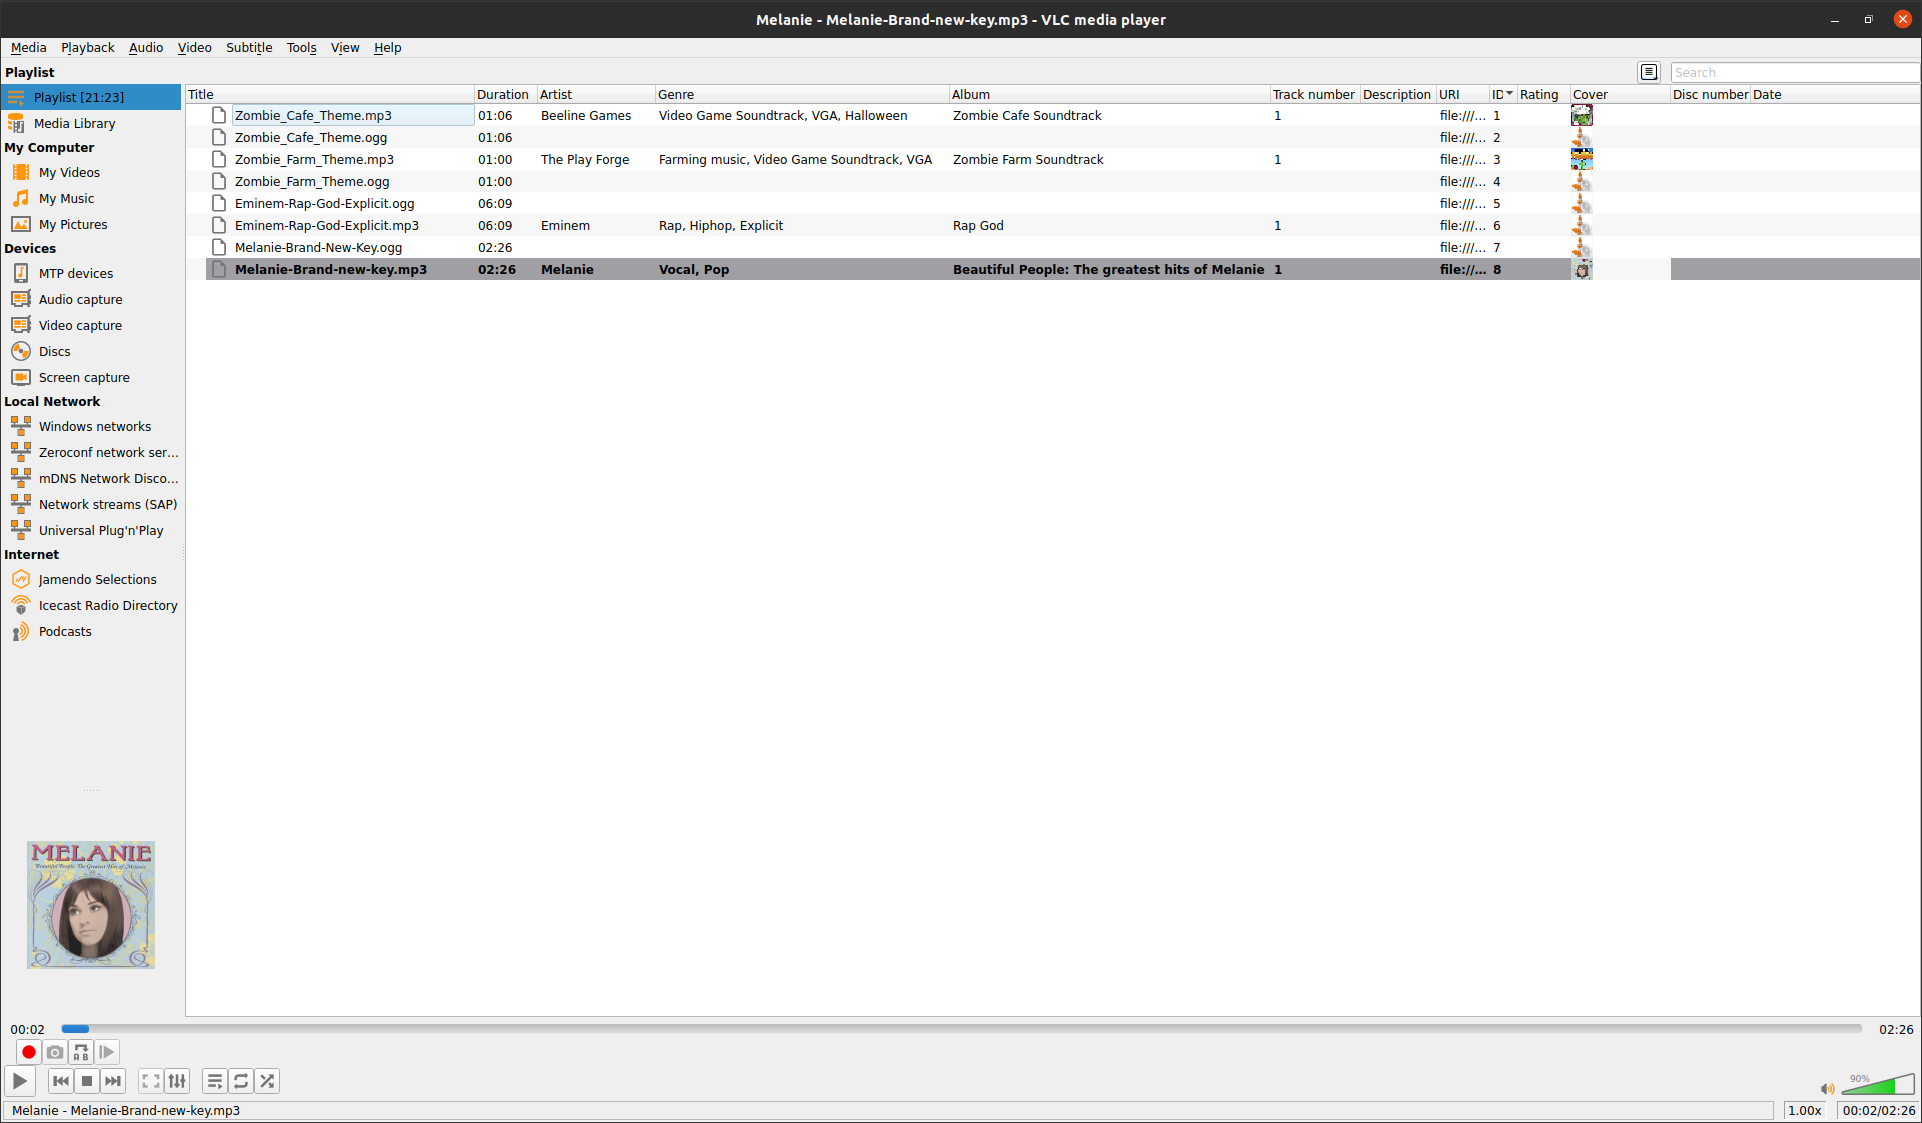 Melanie - Melanie-Brand-new-key.mp3 - VLC media player
Media Playback Audio Video Subtitle Tools View Help
Playlist Search
Title Duration Artist Genre Album Track number Description URI ID Rating Cover Disc number Date
Playlist [21:23]
Media Library
My Computer
My Videos
My Music
My Pictures
Devices
MTP devices
Audio capture
Video capture
Discs
Screen capture
Local Network
Windows networks
Zeroconf network ser...
mDNS Network Disco...
Network streams (SAP)
Universal Plug'n'Play
Internet
Jamendo Selections
Icecast Radio Directory
Podcasts
Zombie_Cafe_Theme.mp3 01:06 Beeline Games Video Game Soundtrack, VGA, Halloween Zombie Cafe Soundtrack 1 file:///... 1
Zombie_Cafe_Theme.ogg 01:06 file:///... 2
Zombie_Farm_Theme.mp3 01:00 The Play Forge Farming music, Video Game Soundtrack, VGA Zombie Farm Soundtrack 1 file:///... 3
Zombie_Farm_Theme.ogg 01:00 file:///... 4
Eminem-Rap-God-Explicit.ogg 06:09 file:///... 5
Eminem-Rap-God-Explicit.mp3 06:09 Eminem Rap, Hiphop, Explicit Rap God 1 file:///... 6
Melanie-Brand-New-Key.ogg 02:26 file:///... 7
Melanie-Brand-new-key.mp3 02:26 Melanie Vocal, Pop Beautiful People: The greatest hits of Melanie 1 file://... 8
MELANIE
Beautiful People: The Greatest Hits of Melanie
00:02 02:26
A B
90%
Melanie - Melanie-Brand-new-key.mp3 1.00x 00:02/02:26